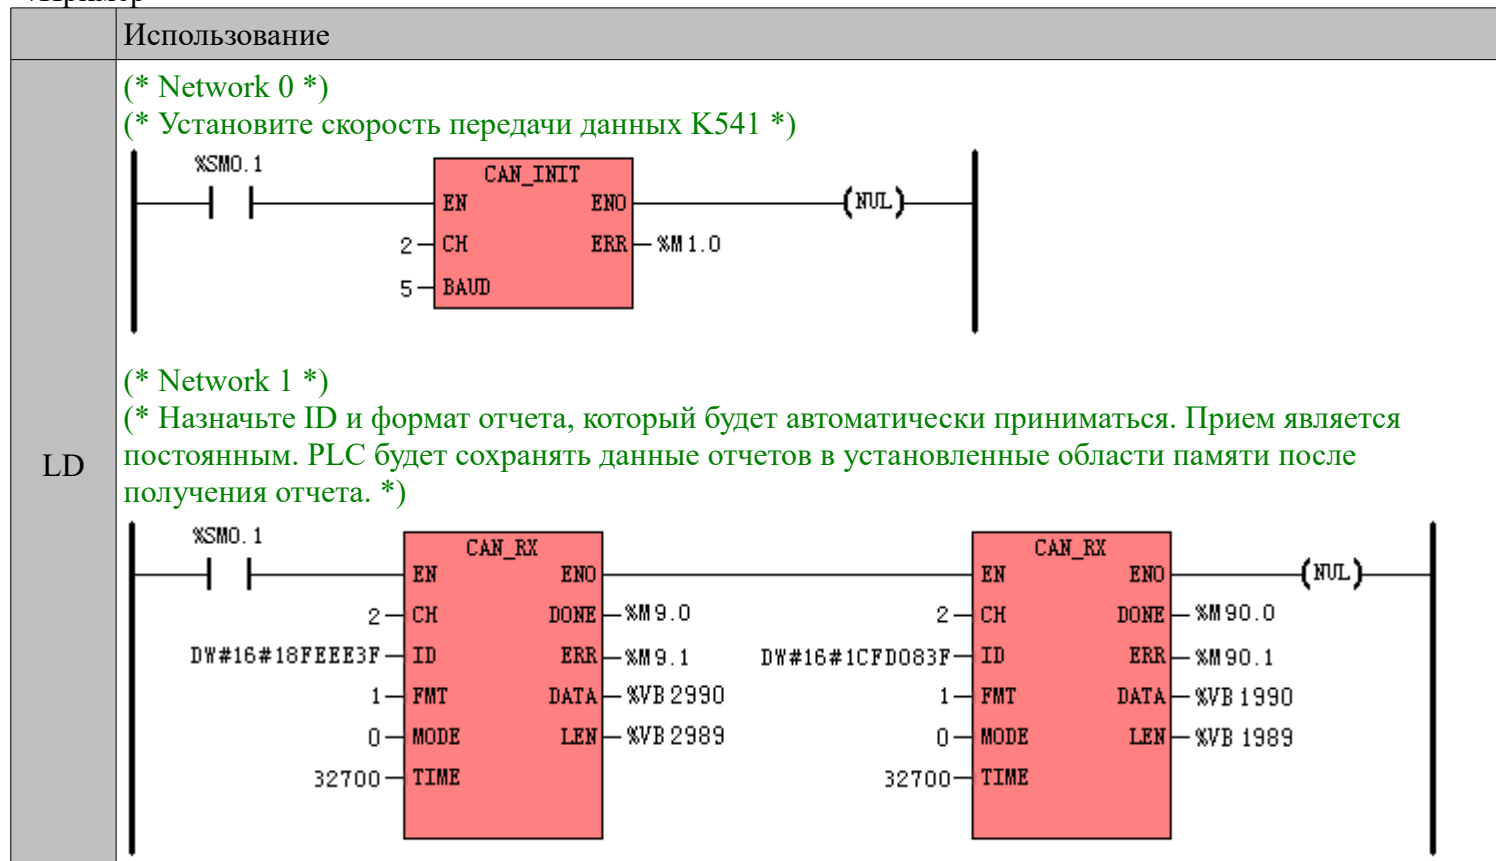 Использование
(* Network 0 *)
(* Установите скорость передачи данных K541 *)
%SM0.1
CAN_INIT
EN ENO
(NUL)
2 CH ERR %M1.0
5 BAUD
(* Network 1 *)
(* Назначьте ID и формат отчета, который будет автоматически приниматься. Прием является
постоянным. PLC будет сохранять данные отчетов в установленные области памяти после
получения отчета. *)
LD
%SM0.1
CAN_RX CAN_RX
EN ENO EN ENO (NUL)
2 CH DONE %M9.0 2 CH DONE %M90.0
DW#16#18FEEE3F ID ERR %M9.1 DW#16#1CFD083F ID ERR %M90.1
1 FMT DATA %VB2990 1 FMT DATA %VB1990
0 MODE LEN %VB2989 0 MODE LEN %VB1989
32700 TIME 32700 TIME